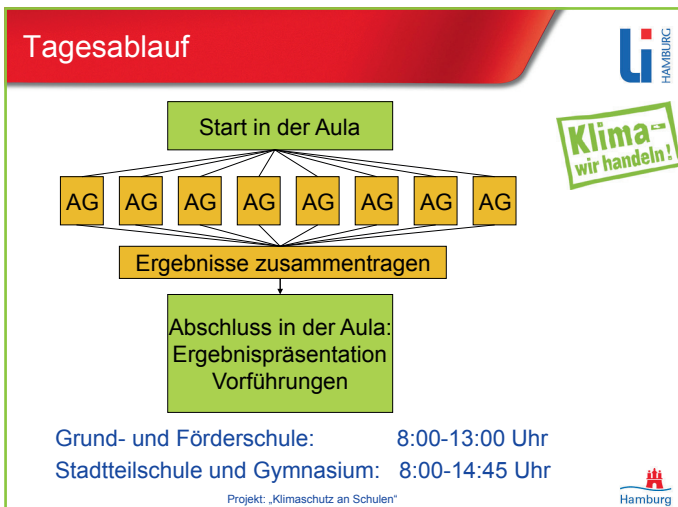 Tagesablauf
Li
HAMBURG
Start in der Aula
Klima-
wir handeln!
AG AG AG AG AG AG AG AG
Ergebnisse zusammentragen
Abschluss in der Aula:
Ergebnispräsentation
Vorführungen
Grund- und Förderschule: 8:00-13:00 Uhr
Stadtteilschule und Gymnasium: 8:00-14:45 Uhr
Projekt: „Klimaschutz an Schulen“
Hamburg